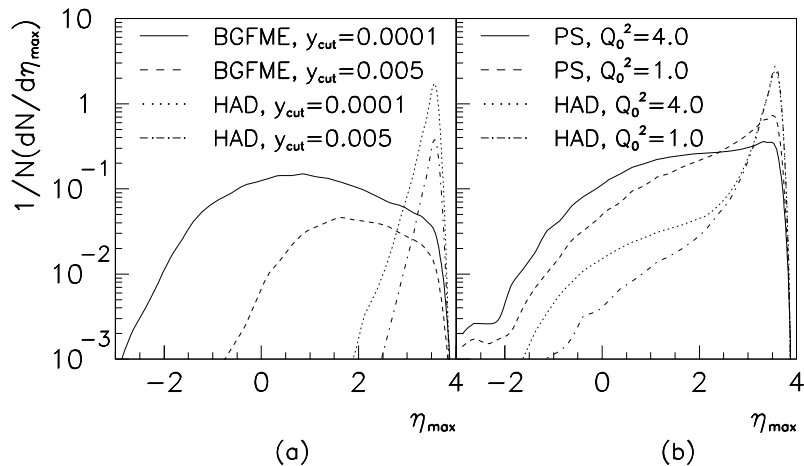 1/N(dN/dη_max)
10
1
10^-1
10^-2
10^-3
BGFME, y_cut=0.0001
BGFME, y_cut=0.005
HAD, y_cut=0.0001
HAD, y_cut=0.005
PS, Q_0^2=4.0
PS, Q_0^2=1.0
HAD, Q_0^2=4.0
HAD, Q_0^2=1.0
−2 0 2 4 −2 0 2 4
η_max η_max
(a) (b)